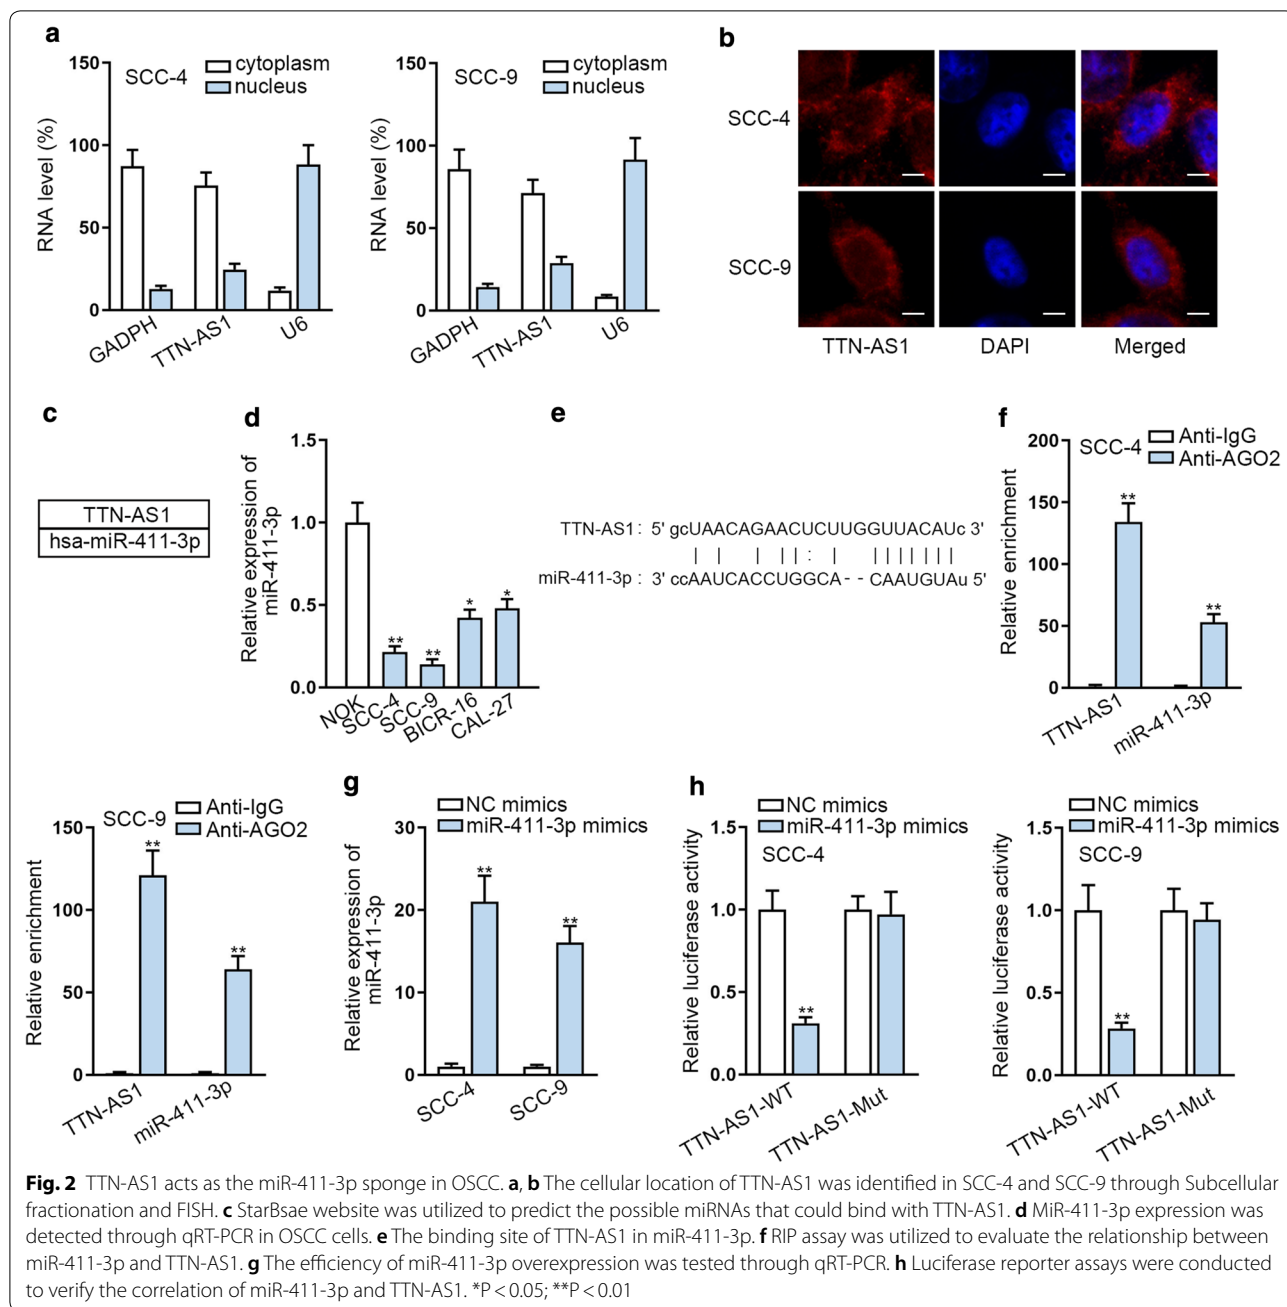 a
150
100
50
0
RNA level (%)
SCC-4
cytoplasm
nucleus
GADPH
TTN-AS1
U6
150
100
50
0
RNA level (%)
SCC-9
cytoplasm
nucleus
GADPH
TTN-AS1
U6
b
SCC-4
SCC-9
TTN-AS1 DAPI Merged
c
TTN-AS1
hsa-miR-411-3p
d
Relative expression of
miR-411-3p
1.5
1.0
0.5
0.0
**
**
*
*
NOK
SCC-4
SCC-9
BICR-16
CAL-27
e
TTN-AS1: 5' gcUAACAGAACUCUUGGUUACAUc 3'
| | | | | : | | | | | | | |
miR-411-3p : 3' ccAAUCACCUGGCA- - CAAUGUAu 5'
f
Anti-IgG
Anti-AGO2
SCC-4
Relative enrichment
200
150
100
50
0
**
**
TTN-AS1
miR-411-3p
Anti-IgG
Anti-AGO2
SCC-9
Relative enrichment
150
100
50
0
**
**
TTN-AS1
miR-411-3p
g
NC mimics
miR-411-3p mimics
Relative expression of
miR-411-3p
30
20
10
0
**
**
SCC-4
SCC-9
h
NC mimics
miR-411-3p mimics
SCC-4
Relative luciferase activity
1.5
1.0
0.5
0.0
**
TTN-AS1-WT
TTN-AS1-Mut
NC mimics
miR-411-3p mimics
SCC-9
Relative luciferase activity
1.5
1.0
0.5
0.0
**
TTN-AS1-WT
TTN-AS1-Mut
Fig. 2 TTN-AS1 acts as the miR-411-3p sponge in OSCC. a, b The cellular location of TTN-AS1 was identified in SCC-4 and SCC-9 through Subcellular
fractionation and FISH. c StarBsae website was utilized to predict the possible miRNAs that could bind with TTN-AS1. d MiR-411-3p expression was
detected through qRT-PCR in OSCC cells. e The binding site of TTN-AS1 in miR-411-3p. f RIP assay was utilized to evaluate the relationship between
miR-411-3p and TTN-AS1. g The efficiency of miR-411-3p overexpression was tested through qRT-PCR. h Luciferase reporter assays were conducted
to verify the correlation of miR-411-3p and TTN-AS1. *P < 0.05; **P < 0.01